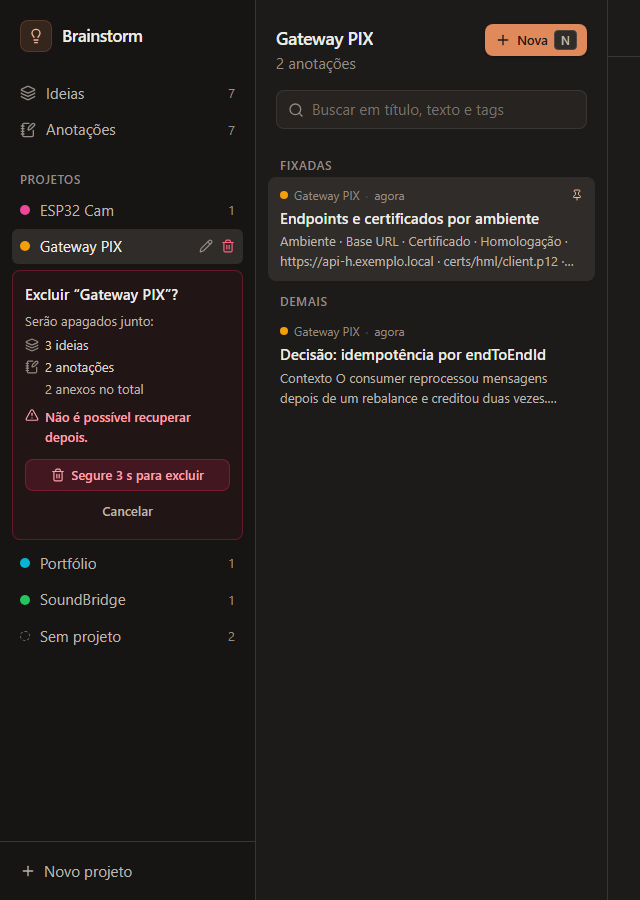 Brainstorm
Ideias 7
Anotações 7
PROJETOS
ESP32 Cam 1
Gateway PIX
Excluir “Gateway PIX”?
Serão apagados junto:
3 ideias
2 anotações
2 anexos no total
Não é possível recuperar
depois.
Segure 3 s para excluir
Cancelar
Portfólio 1
SoundBridge 1
Sem projeto 2
+ Novo projeto
Gateway PIX
2 anotações
+ Nova N
Buscar em título, texto e tags
FIXADAS
Gateway PIX · agora
Endpoints e certificados por ambiente
Ambiente · Base URL · Certificado · Homologação ·
https://api-h.exemplo.local · certs/hml/client.p12 ·...
DEMAIS
Gateway PIX · agora
Decisão: idempotência por endToEndId
Contexto O consumer reprocessou mensagens
depois de um rebalance e creditou duas vezes....